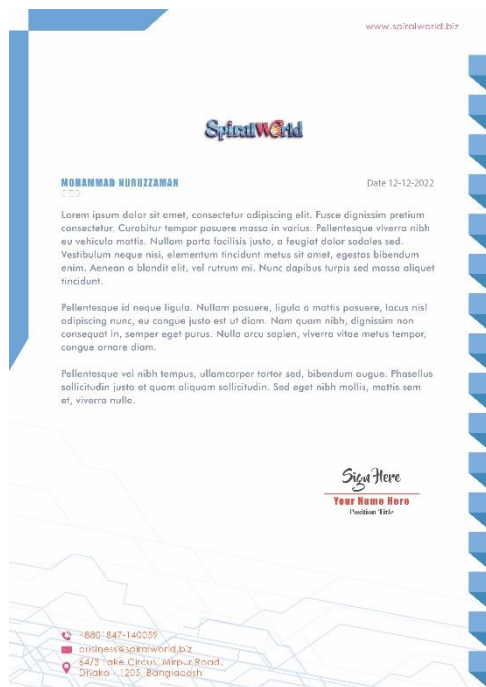 www.spiralworld.biz
SpiralWorld
MOHAMMAD NURUZZAMAN
CEO
Date 12-12-2022
Lorem ipsum dolor sit amet, consectetur adipiscing elit. Fusce dignissim pretium
consectetur. Curabitur tempor posuere massa in varius. Pellentesque viverra nibh
eu vehicula mattis. Nullam porta facilisis justo, a feugiat dolor sodales sed.
Vestibulum neque nisi, elementum tincidunt metus sit amet, egestas bibendum
enim. Aenean a blandit elit, vel rutrum mi. Nunc dapibus turpis sed massa aliquet
tincidunt.
Pellentesque id neque ligula. Nullam posuere, ligula a mattis posuere, lacus nisl
adipiscing nunc, eu congue justo est ut diam. Nam quam nibh, dignissim non
consequat in, semper eget purus. Nulla arcu sapien, viverra vitae metus tempor,
congue ornare diam.
Pellentesque vel nibh tempus, ullamcorper tortor sed, bibendum augue. Phasellus
sollicitudin justo et quam aliquam sollicitudin. Sed eget nibh mollis, mattis sem
at, viverra nulla.
Sign Here
Your Name Here
Position Title
+880-847-140059
business@spiralworld.biz
64/3 Lake Circus, Mirpur Road,
Dhaka - 1205, Bangladesh